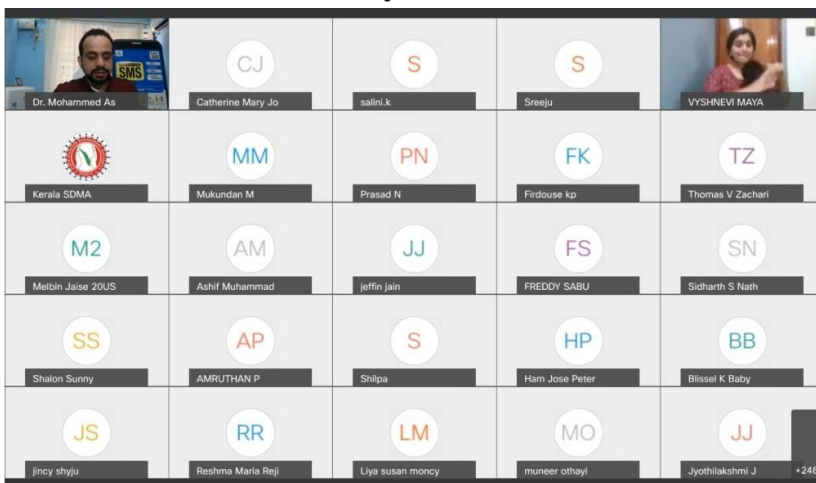 SMS
Dr. Mohammed As
CJ
Catherine Mary Jo
S
salini.k
S
Sreeju
VYSHNEVI MAYA
Kerala SDMA
MM
Mukundan M
PN
Prasad N
FK
Firdouse kp
TZ
Thomas V Zachari
M2
Melbin Jaise 20US
AM
Ashif Muhammad
JJ
jeffin jain
FS
FREDDY SABU
SN
Sidharth S Nath
SS
Shalon Sunny
AP
AMRUTHAN P
S
Shilpa
HP
Ham Jose Peter
BB
Blissel K Baby
JS
jincy shyju
RR
Reshma Maria Reji
LM
Liya susan moncy
MO
muneer othayi
JJ
Jyothilakshmi J
+246